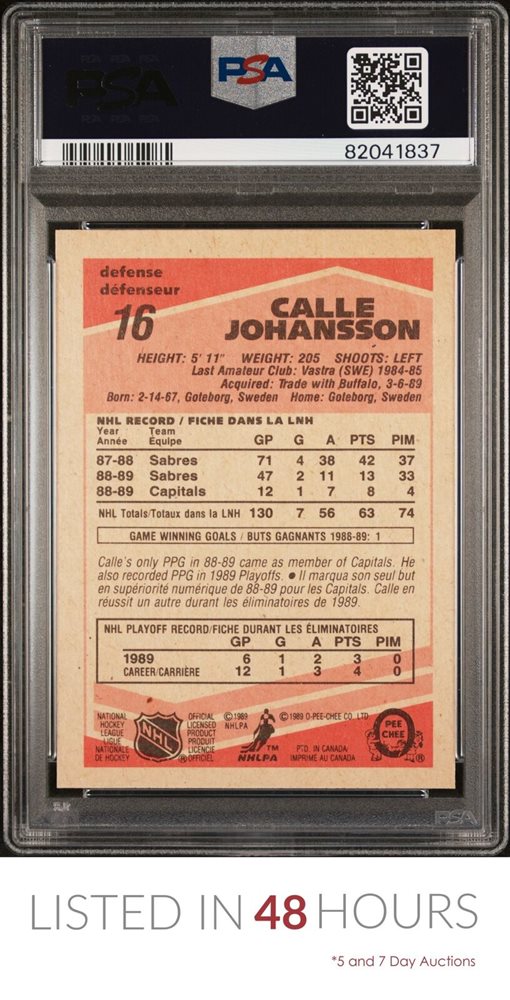 PSA
PSA
82041837
defense
défenseur
16
CALLE
JOHANSSON
HEIGHT: 5' 11" WEIGHT: 205 SHOOTS: LEFT
Last Amateur Club: Vastra (SWE) 1984-85
Acquired: Trade with Buffalo, 3-6-89
Born: 2-14-67, Goteborg, Sweden Home: Goteborg, Sweden
NHL RECORD / FICHE DANS LA LNH
Year Team
Année Équipe GP G A PTS PIM
87-88 Sabres 71 4 38 42 37
88-89 Sabres 47 2 11 13 33
88-89 Capitals 12 1 7 8 4
NHL Totals/Totaux dans la LNH 130 7 56 63 74
GAME WINNING GOALS / BUTS GAGNANTS 1988-89: 1
Calle's only PPG in 88-89 came as member of Capitals. He
also recorded PPG in 1989 Playoffs. ● Il marqua son seul but
en supériorité numérique de 88-89 pour les Capitals. Calle en
réussit un autre durant les éliminatoires de 1989.
NHL PLAYOFF RECORD/FICHE DURANT LES ÉLIMINATOIRES
GP G A PTS PIM
1989 6 1 2 3 0
CAREER/CARRIÈRE 12 1 3 4 0
NATIONAL
HOCKEY
LEAGUE
LIGUE
NATIONALE
DE HOCKEY
NHL
OFFICIAL
LICENSED
PRODUCT
PRODUIT
LICENCIÉ
OFFICIEL
®
© 1989
NHLPA
TM
NHLPA
© 1989 O-PEE-CHEE CO. LTD.
PTD. IN CANADA
IMPRIMÉ AU CANADA
PEE
CHEE
®
PSA
LISTED IN 48 HOURS
*5 and 7 Day Auctions